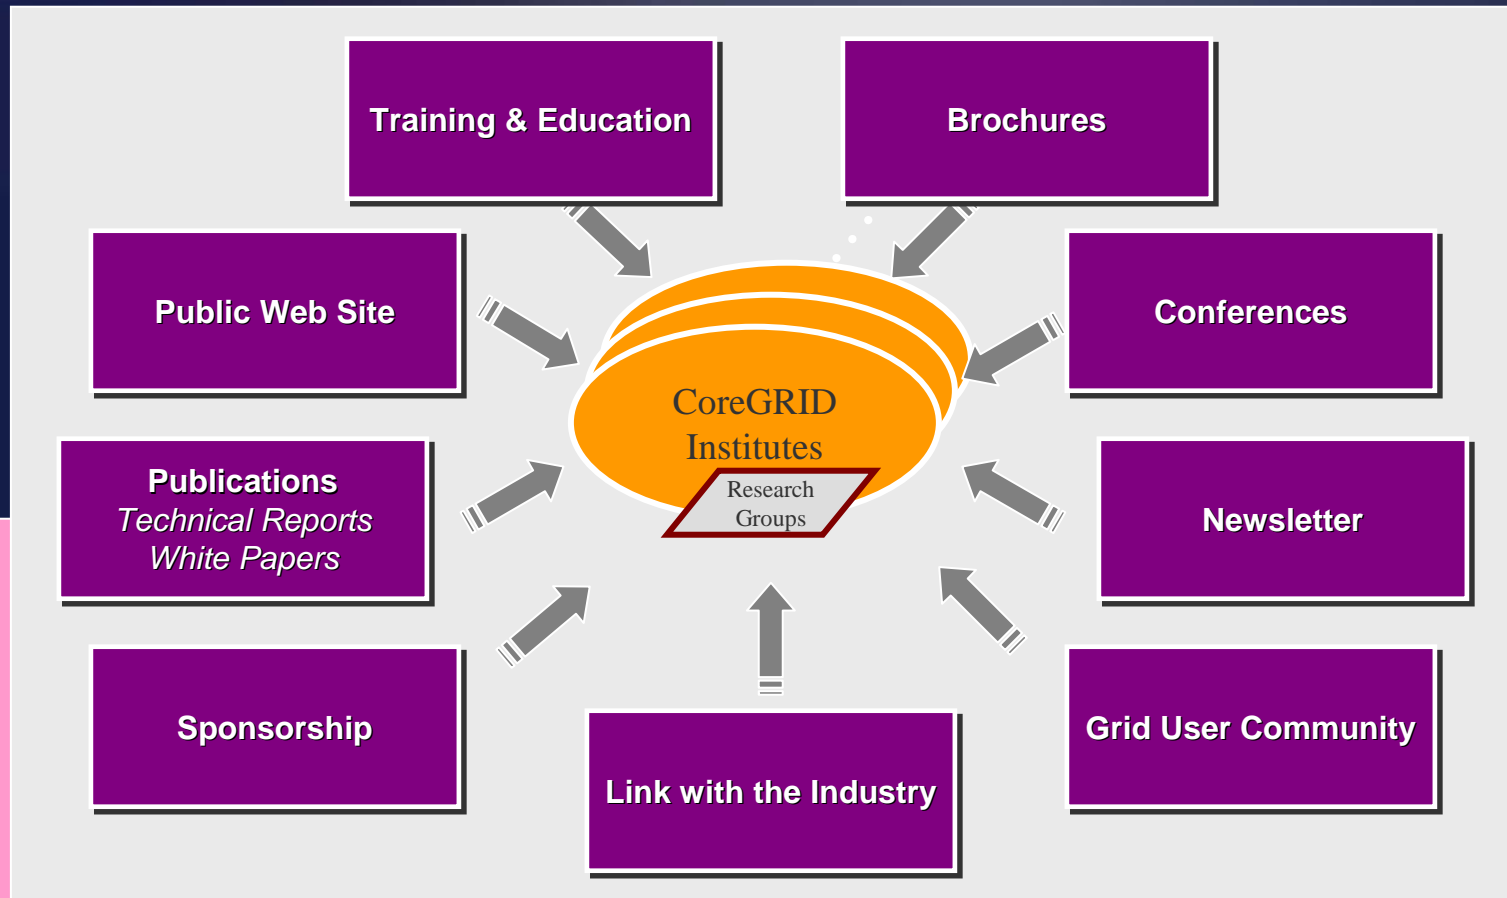 Training & Education
Brochures
Public Web Site
Conferences
CoreGRID
Institutes
Research
Groups
Publications
Technical Reports
White Papers
Newsletter
Sponsorship
Grid User Community
Link with the Industry